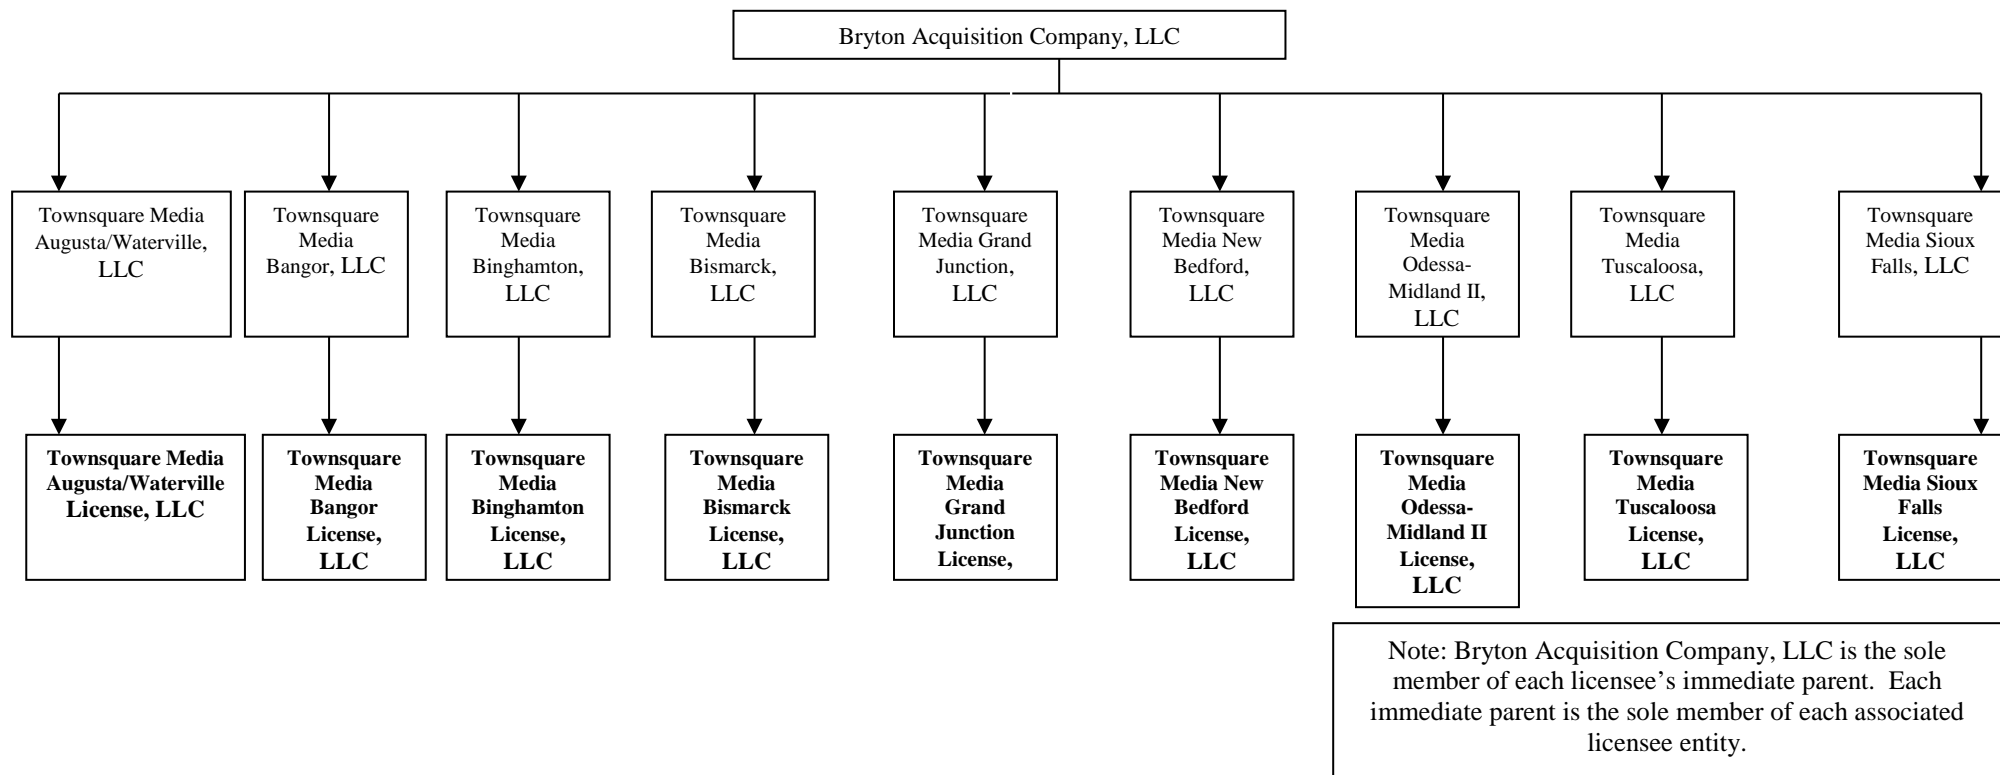 Bryton Acquisition Company, LLC
Townsquare Media
Augusta/Waterville,
LLC
Townsquare
Media
Bangor, LLC
Townsquare
Media
Binghamton,
LLC
Townsquare
Media
Bismarck,
LLC
Townsquare
Media Grand
Junction,
LLC
Townsquare
Media New
Bedford,
LLC
Townsquare
Media
Odessa-
Midland II,
LLC
Townsquare
Media
Tuscaloosa,
LLC
Townsquare
Media Sioux
Falls, LLC
Townsquare Media
Augusta/Waterville
License, LLC
Townsquare
Media
Bangor
License,
LLC
Townsquare
Media
Binghamton
License,
LLC
Townsquare
Media
Bismarck
License,
LLC
Townsquare
Media
Grand
Junction
License,
Townsquare
Media New
Bedford
License,
LLC
Townsquare
Media
Odessa-
Midland II
License,
LLC
Townsquare
Media
Tuscaloosa
License,
LLC
Townsquare
Media Sioux
Falls
License,
LLC
Note: Bryton Acquisition Company, LLC is the sole
member of each licensee’s immediate parent.  Each
immediate parent is the sole member of each associated
licensee entity.